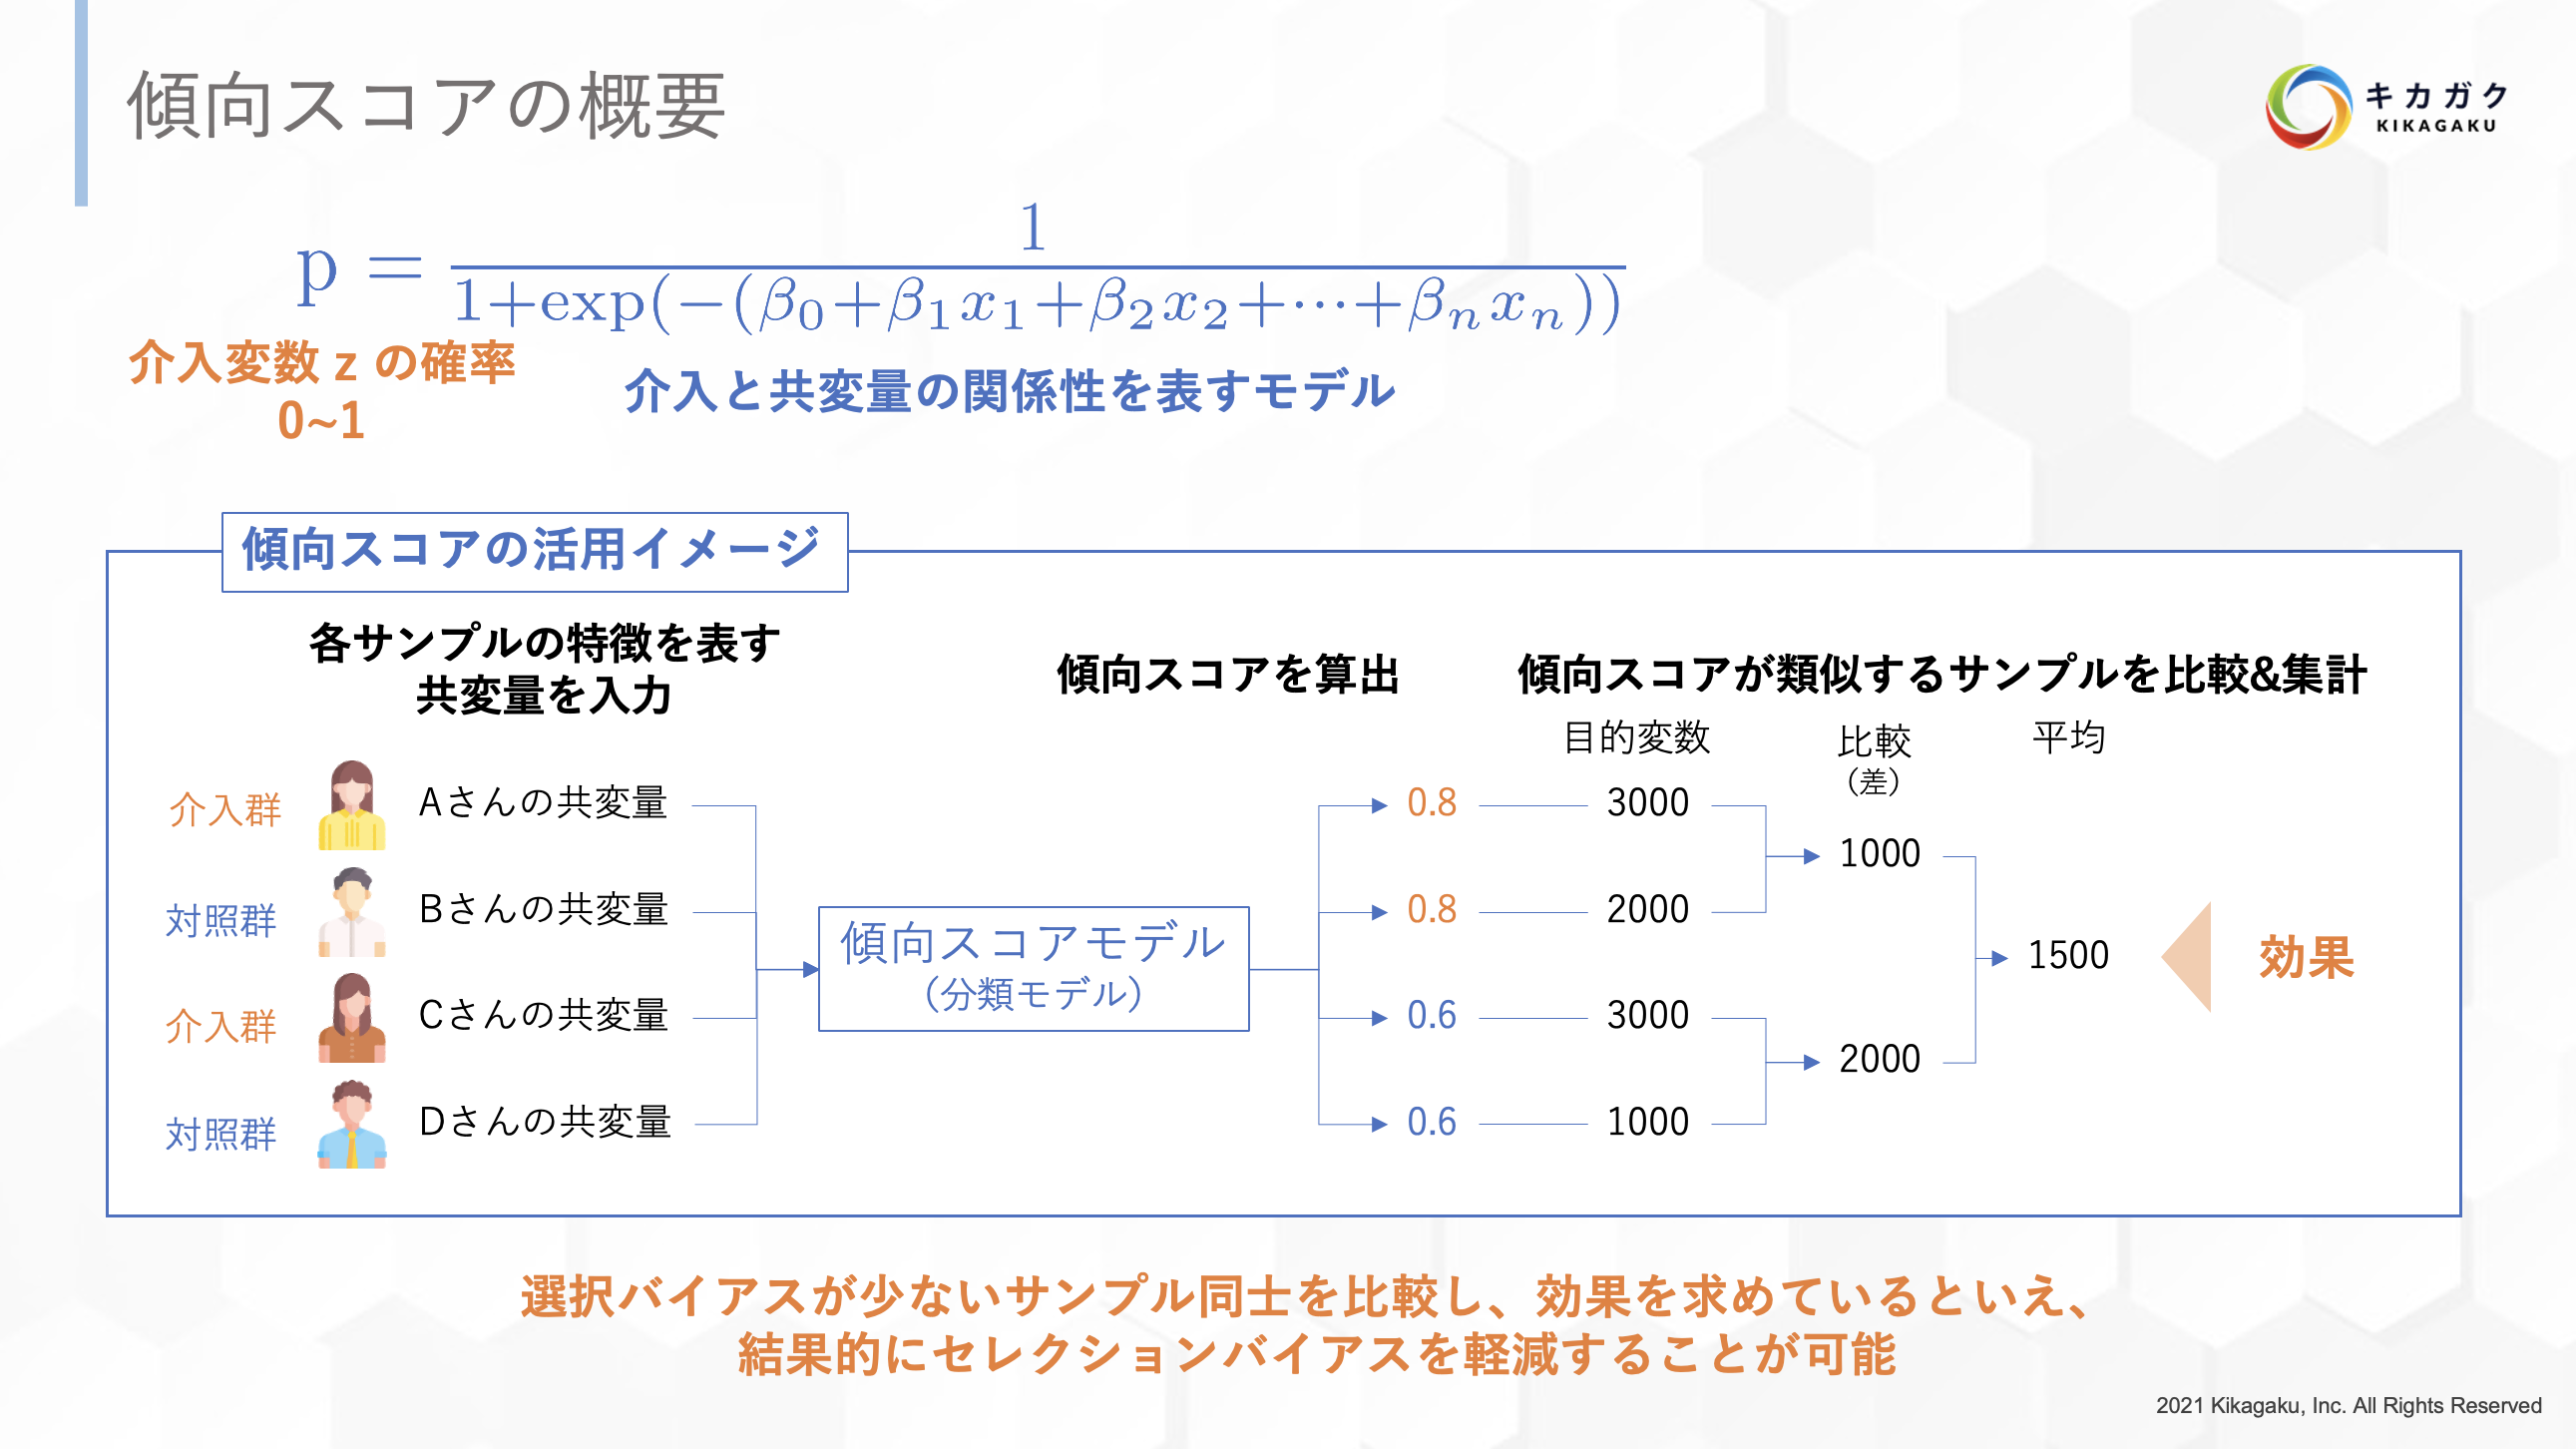 傾向スコアの概要
キカガク
KIKAGAKU
p = 1 / 1+exp(−(β0+β1x1+β2x2+⋯+βnxn))
介入変数 z の確率
0~1
介入と共変量の関係性を表すモデル
傾向スコアの活用イメージ
各サンプルの特徴を表す
共変量を入力
傾向スコアを算出
傾向スコアが類似するサンプルを比較&集計
目的変数
比較
（差）
平均
介入群 Aさんの共変量 0.8 3000
1000
対照群 Bさんの共変量 0.8 2000
傾向スコアモデル
（分類モデル）
1500 効果
介入群 Cさんの共変量 0.6 3000
2000
対照群 Dさんの共変量 0.6 1000
選択バイアスが少ないサンプル同士を比較し、効果を求めているといえ、
結果的にセレクションバイアスを軽減することが可能
2021 Kikagaku, Inc. All Rights Reserved